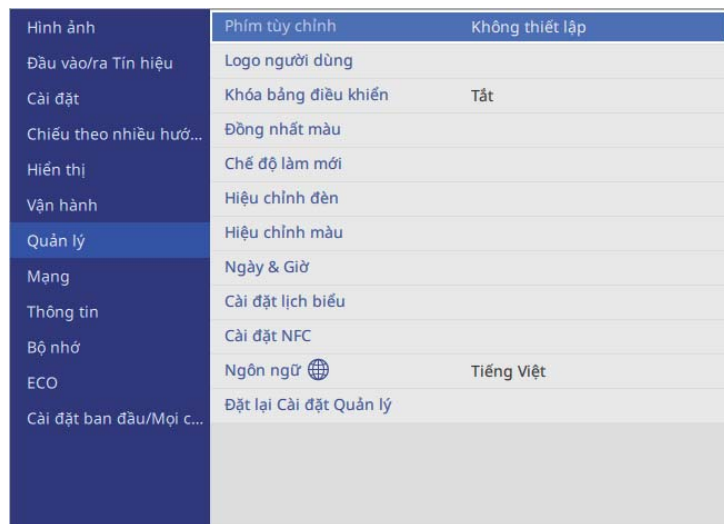 Hình ảnh
Đầu vào/ra Tín hiệu
Cài đặt
Chiếu theo nhiều hướ...
Hiển thị
Vận hành
Quản lý
Mạng
Thông tin
Bộ nhớ
ECO
Cài đặt ban đầu/Mọi c...
Phím tùy chỉnh Không thiết lập
Logo người dùng
Khóa bảng điều khiển Tắt
Đồng nhất màu
Chế độ làm mới
Hiệu chỉnh đèn
Hiệu chỉnh màu
Ngày & Giờ
Cài đặt lịch biểu
Cài đặt NFC
Ngôn ngữ Tiếng Việt
Đặt lại Cài đặt Quản lý